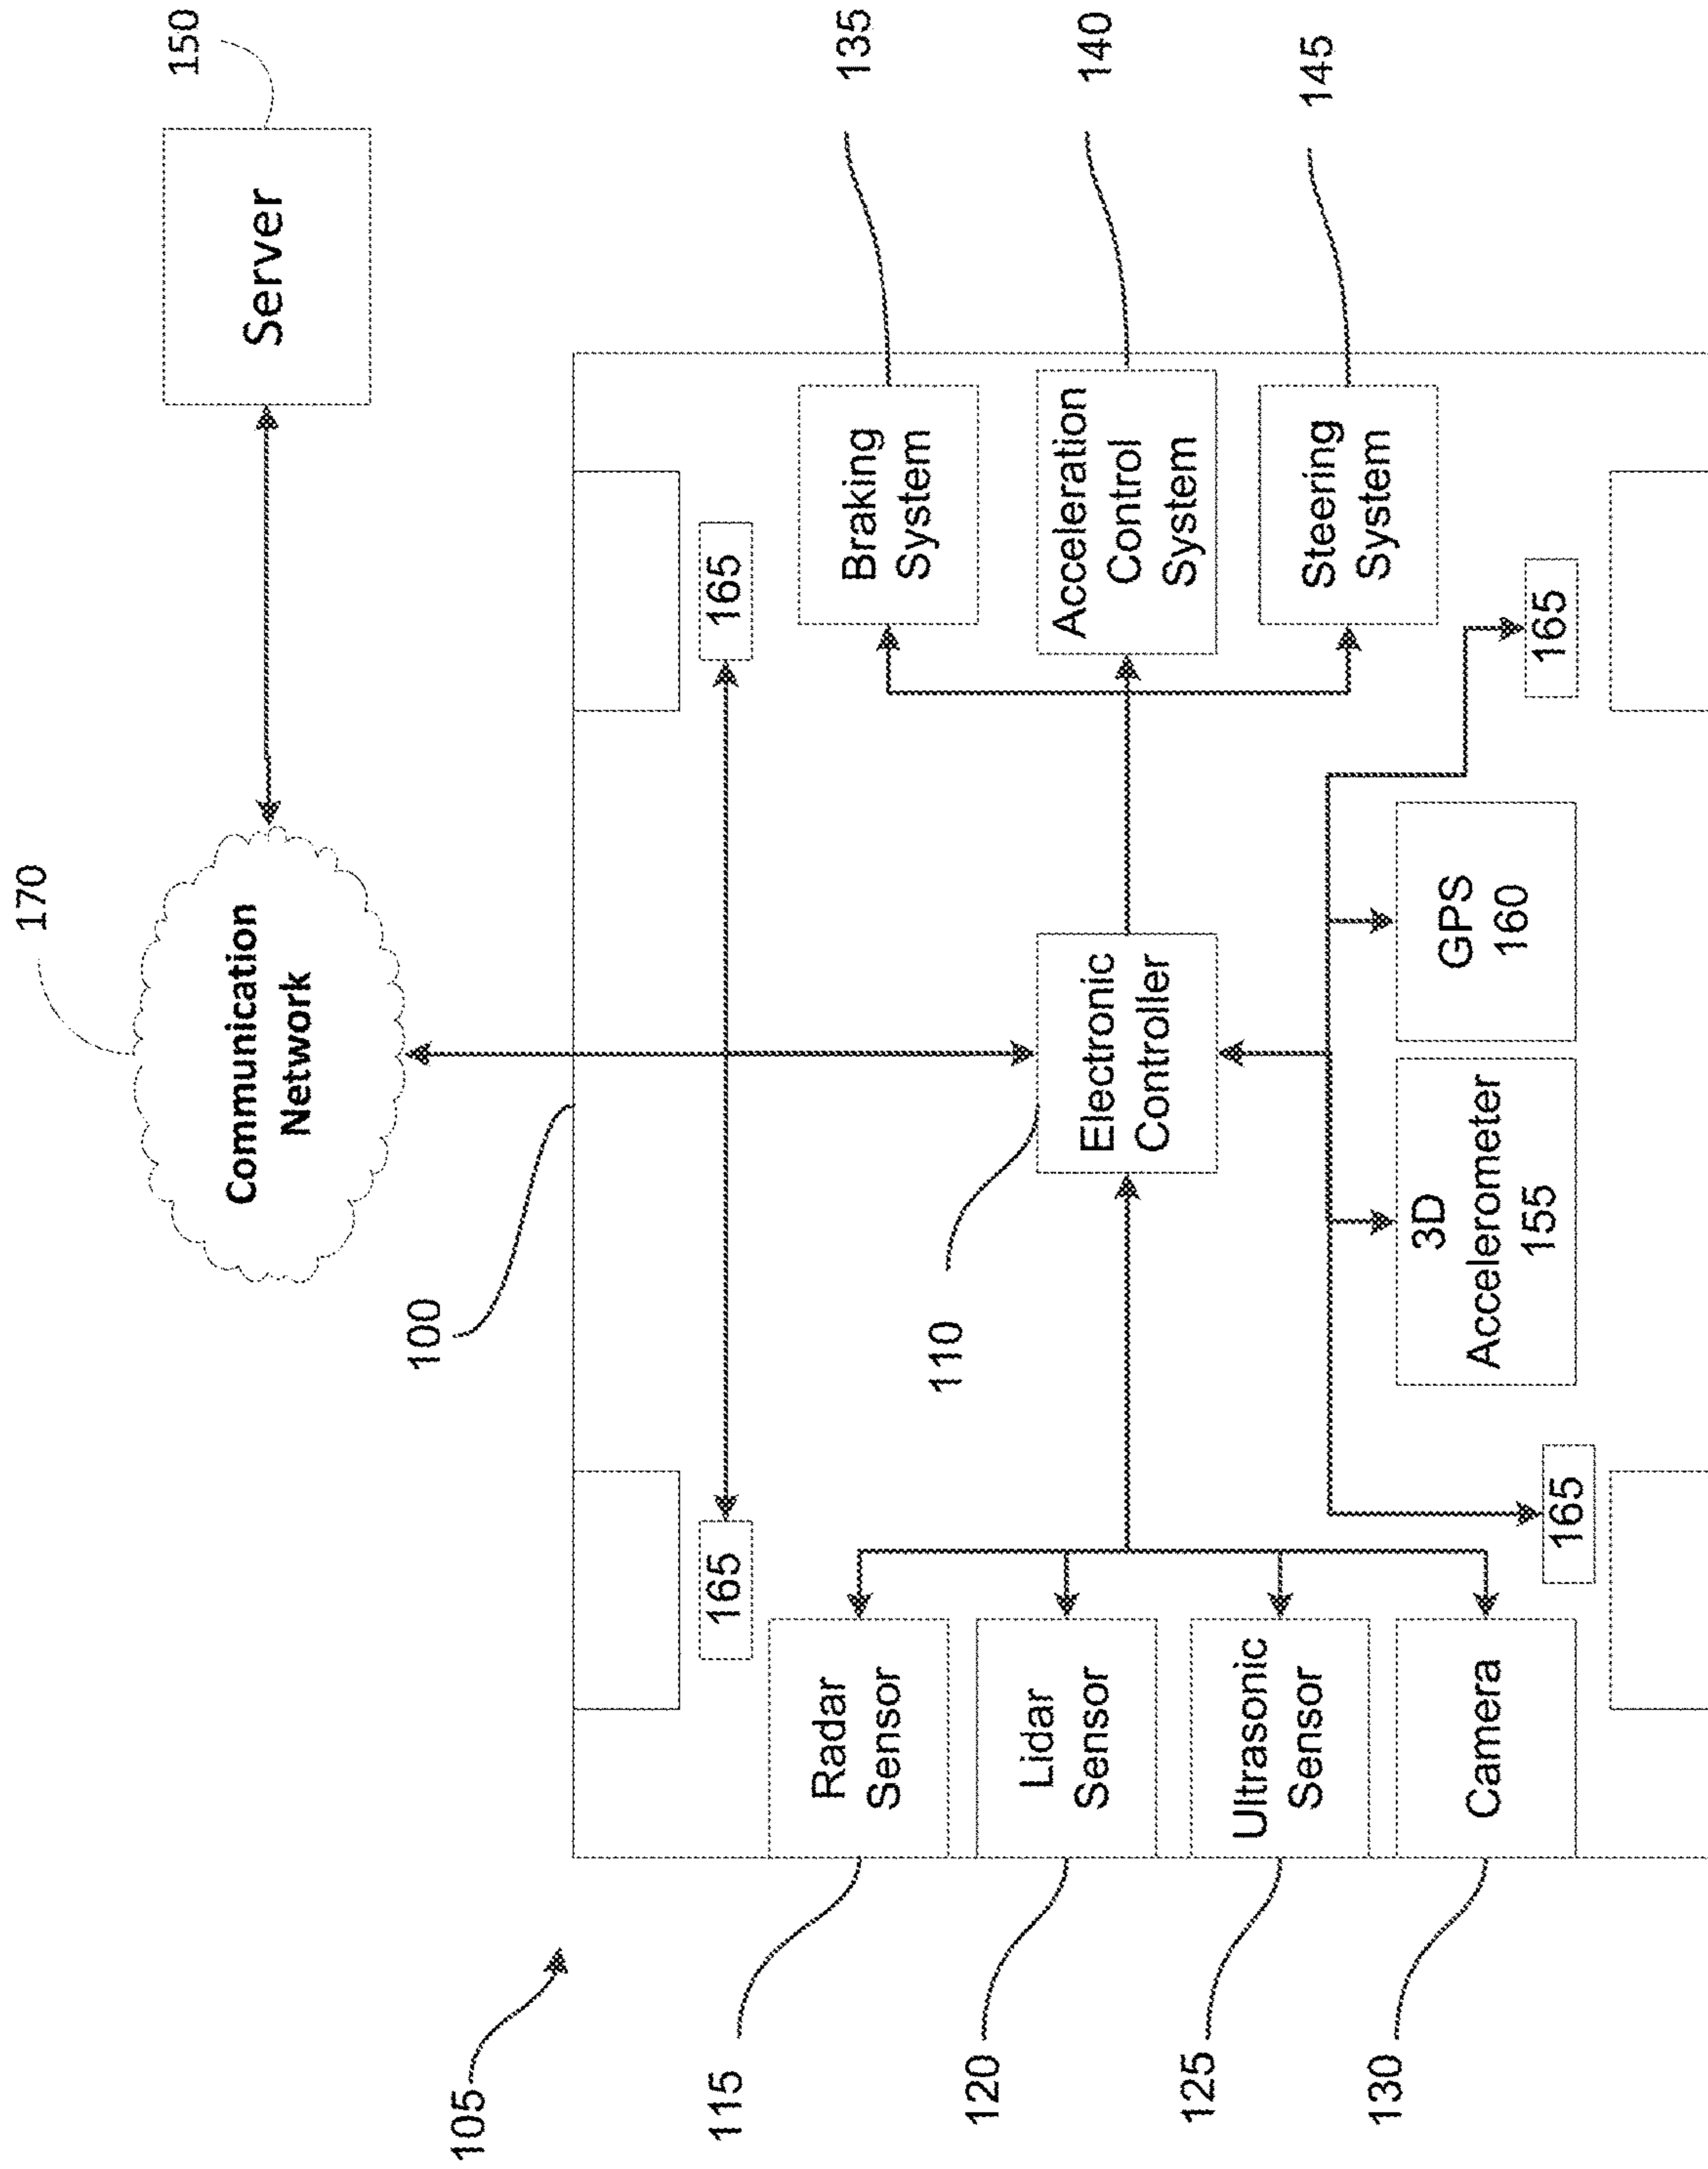 170
150
Communication
Network
Server
100
105
165
165
115
Radar
Sensor
Braking
System
135
110
120
Lidar
Sensor
Electronic
Controller
Acceleration
Control
System
140
125
Ultrasonic
Sensor
Steering
System
145
130
Camera
165
3D
Accelerometer
155
GPS
160
165